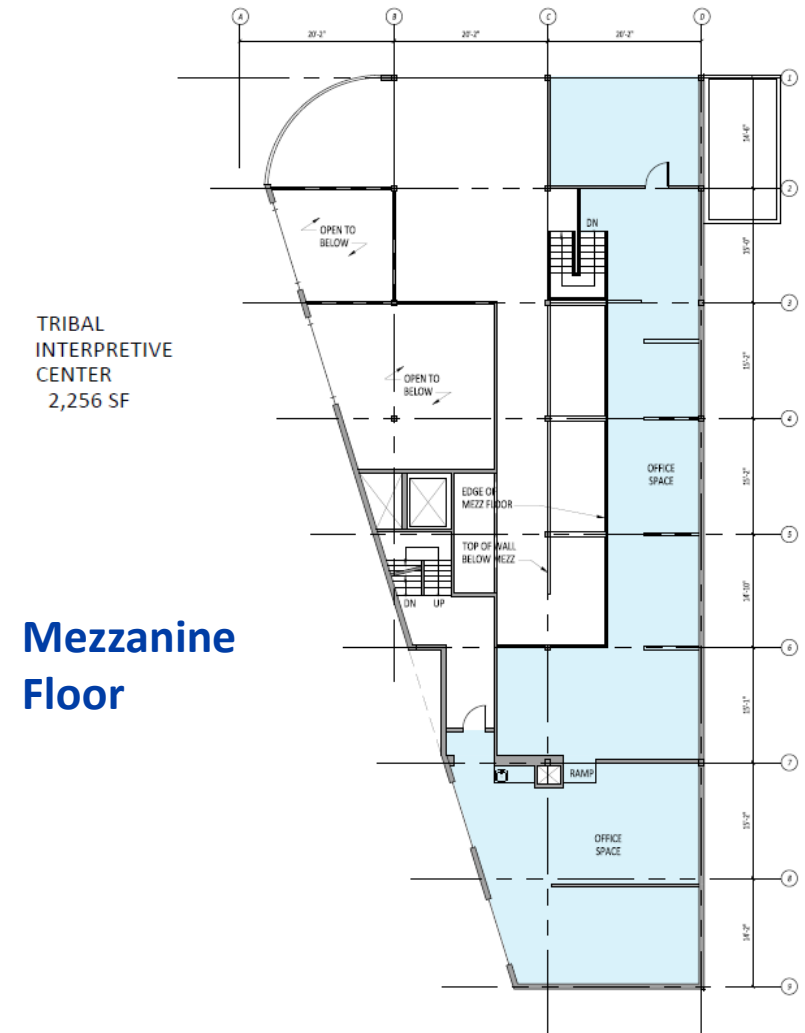 A B C D
20'-2" 20'-2" 20'-2"
1
14'-6"
2
OPEN TO
BELOW
DN
15'-0"
3
TRIBAL
INTERPRETIVE
CENTER
2,256 SF
15'-2"
OPEN TO
BELOW
4
OFFICE
SPACE
15'-2"
EDGE OF
MEZZ FLOOR
5
TOP OF WALL
BELOW MEZZ
14'-10"
DN UP
Mezzanine
Floor
6
15'-1"
7
RAMP
15'-2"
OFFICE
SPACE
8
14'-2"
9